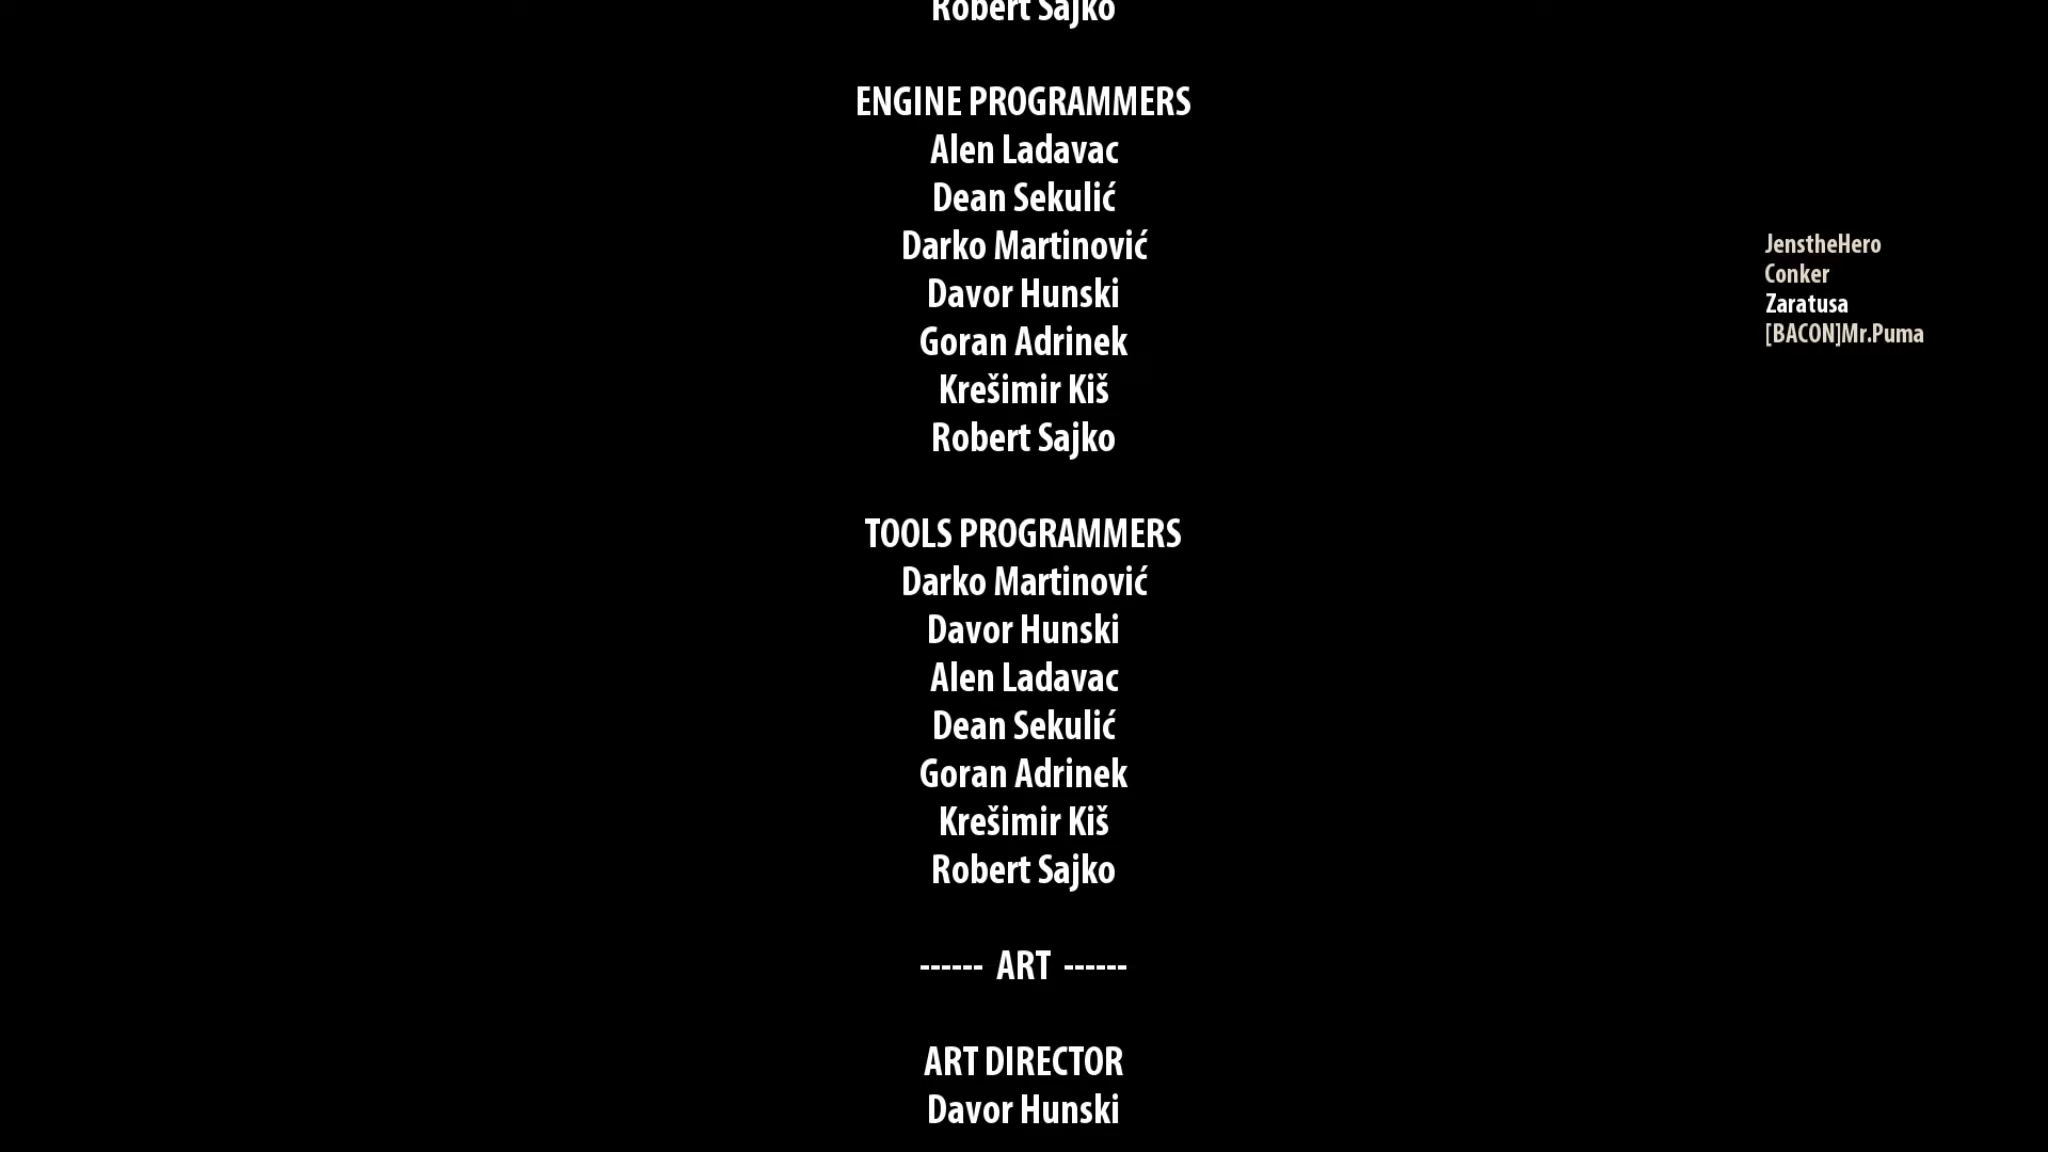 Robert Sajko
ENGINE PROGRAMMERS
Alen Ladavac
Dean Sekulić
Darko Martinović
Davor Hunski
Goran Adrinek
Krešimir Kiš
Robert Sajko
TOOLS PROGRAMMERS
Darko Martinović
Davor Hunski
Alen Ladavac
Dean Sekulić
Goran Adrinek
Krešimir Kiš
Robert Sajko
------ ART ------
ART DIRECTOR
Davor Hunski
JenstheHero
Conker
Zaratusa
[BACON]Mr.Puma